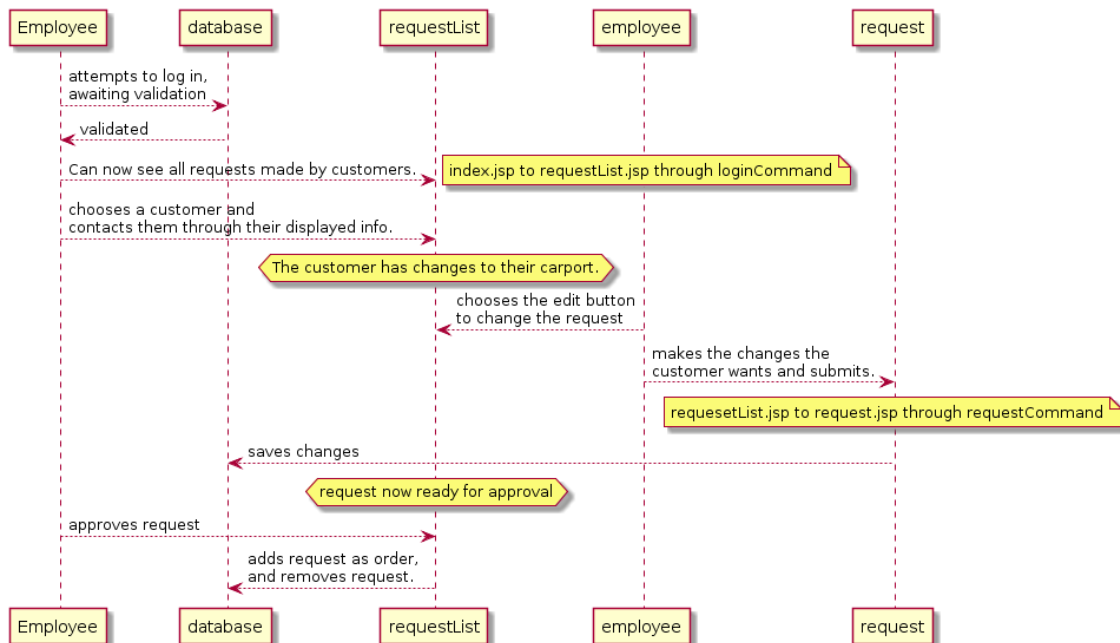 Employee
database
requestList
employee
request
attempts to log in,
awaiting validation
validated
Can now see all requests made by customers.
index.jsp to requestList.jsp through loginCommand
chooses a customer and
contacts them through their displayed info.
The customer has changes to their carport.
chooses the edit button
to change the request
makes the changes the
customer wants and submits.
requesetList.jsp to request.jsp through requestCommand
saves changes
request now ready for approval
approves request
adds request as order,
and removes request.
Employee
database
requestList
employee
request